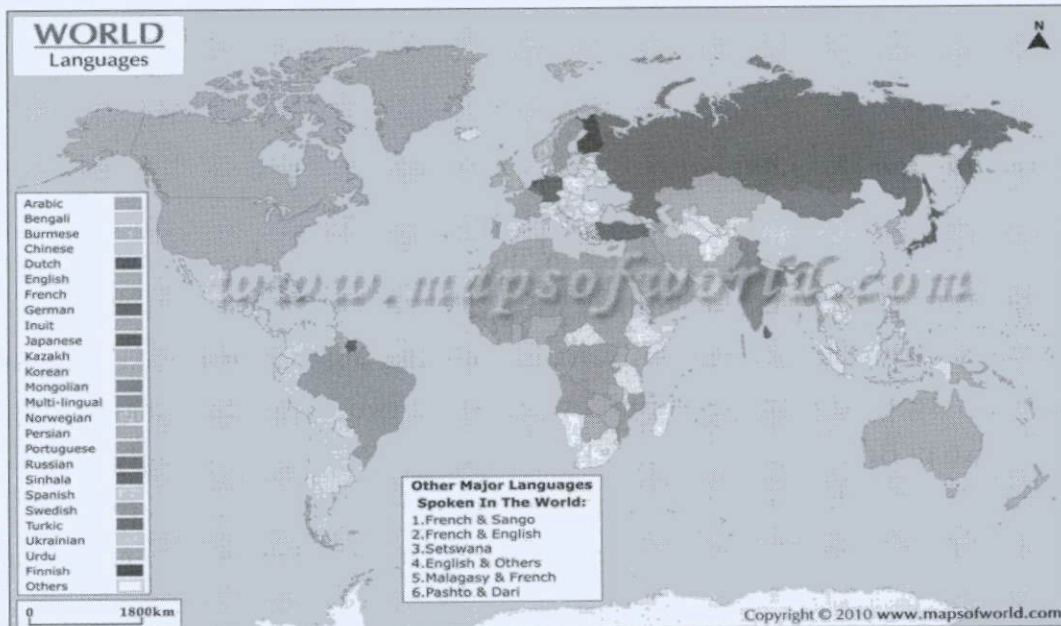 WORLD
Languages
N
Arabic
Bengali
Burmese
Chinese
Dutch
English
French
German
Inuit
Japanese
Kazakh
Korean
Mongolian
Multi-lingual
Norwegian
Persian
Portuguese
Russian
Sinhala
Spanish
Swedish
Turkic
Ukrainian
Urdu
Finnish
Others
0 1800km
www.mapsofworld.com
Other Major Languages
Spoken In The World:
1.French & Sango
2.French & English
3.Setswana
4.English & Others
5.Malagasy & French
6.Pashto & Dari
Copyright © 2010 www.mapsofworld.com